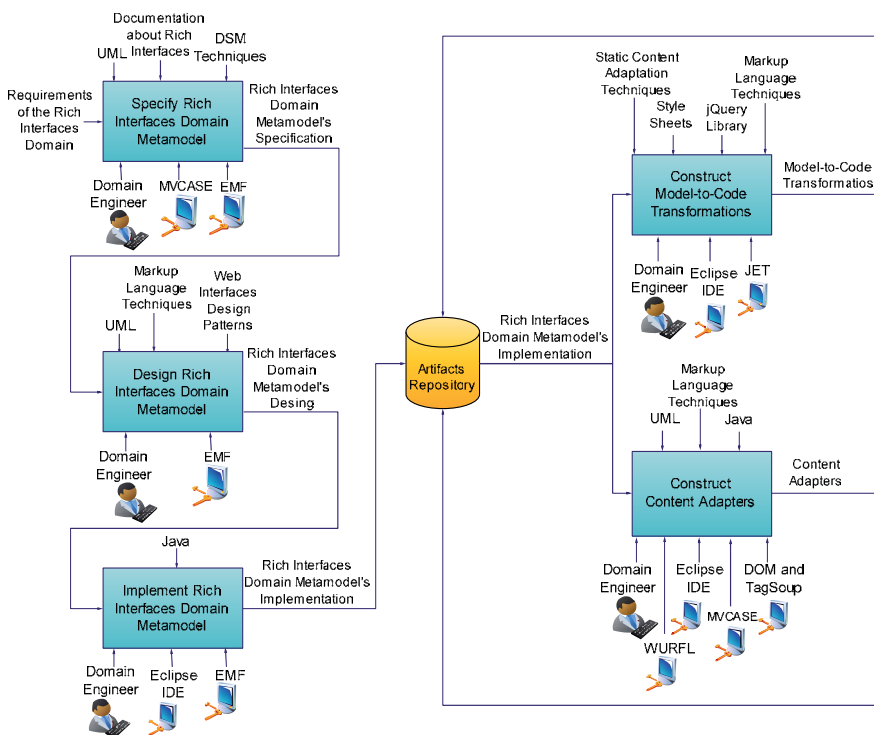 Documentation
about Rich
Interfaces
UML
DSM
Techniques
Requirements
of the Rich
Interfaces
Domain
Specify Rich
Interfaces Domain
Metamodel
Rich Interfaces
Domain
Metamodel's
Specification
Domain
Engineer
MVCASE
EMF
Markup
Language
Techniques
Web
Interfaces
Design
Patterns
UML
Design Rich
Interfaces Domain
Metamodel
Rich Interfaces
Domain
Metamodel's
Desing
Domain
Engineer
EMF
Java
Implement Rich
Interfaces Domain
Metamodel
Rich Interfaces
Domain Metamodel's
Implementation
Domain
Engineer
Eclipse
IDE
EMF
Artifacts
Repository
Rich Interfaces
Domain Metamodel's
Implementation
Static Content
Adaptation
Techniques
Style
Sheets
jQuery
Library
Markup
Language
Techniques
Construct
Model-to-Code
Transformations
Model-to-Code
Transformatios
Domain
Engineer
Eclipse
IDE
JET
Markup
Language
Techniques
UML
Java
Construct
Content Adapters
Content
Adapters
Domain
Engineer
WURFL
Eclipse
IDE
MVCASE
DOM and
TagSoup